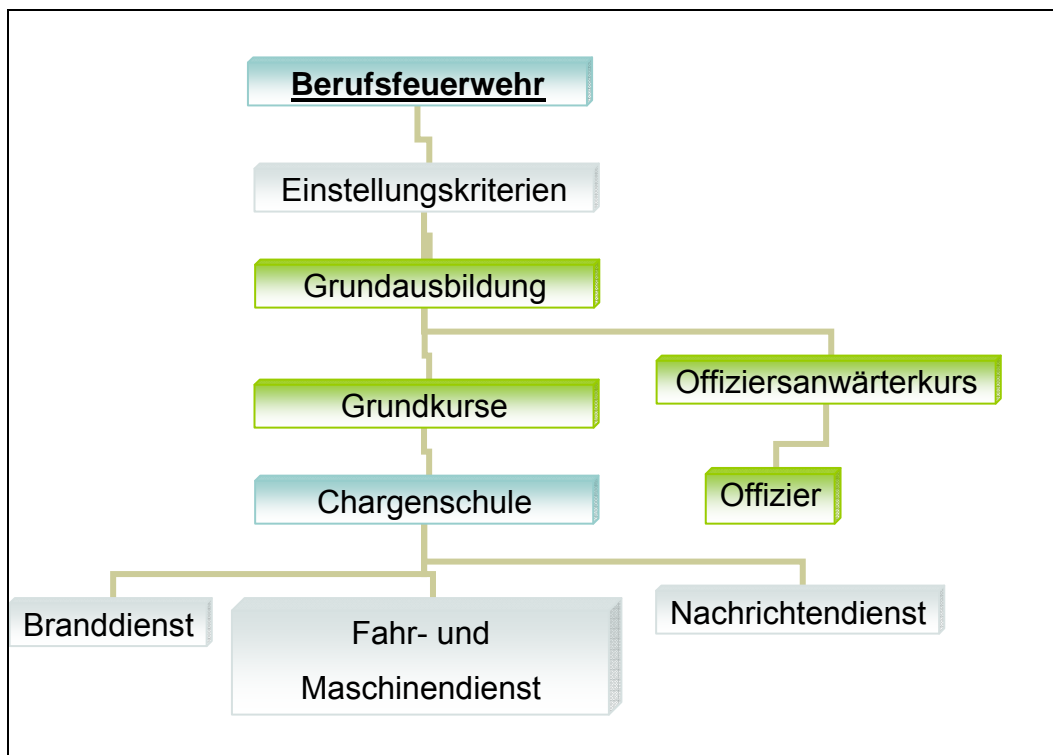 Berufsfeuerwehr
Einstellungskriterien
Grundausbildung
Offiziersanwärterkurs
Grundkurse
Offizier
Chargenschule
Branddienst
Fahr- und
Maschinendienst
Nachrichtendienst